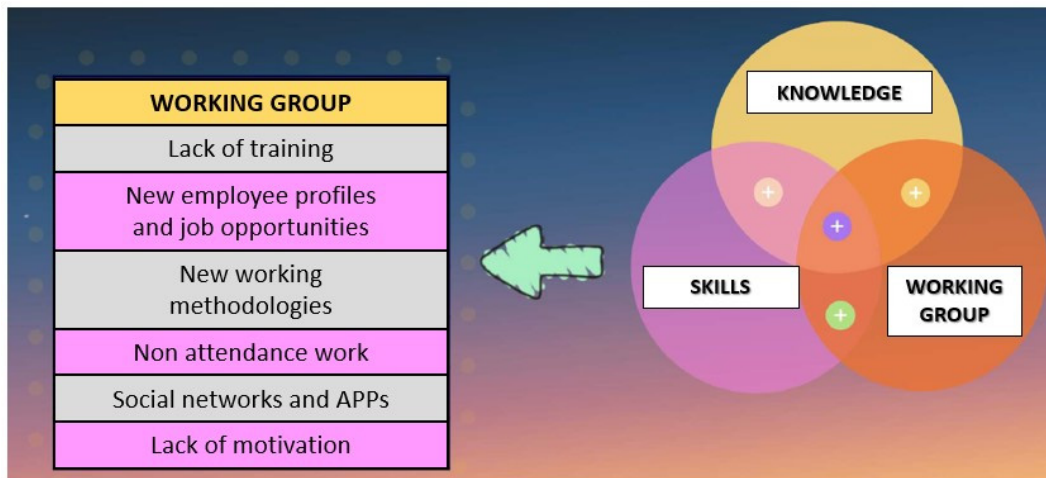 WORKING GROUP
Lack of training
New employee profiles
and job opportunities
New working
methodologies
Non attendance work
Social networks and APPs
Lack of motivation
KNOWLEDGE
+
+
+
SKILLS
WORKING
GROUP
+